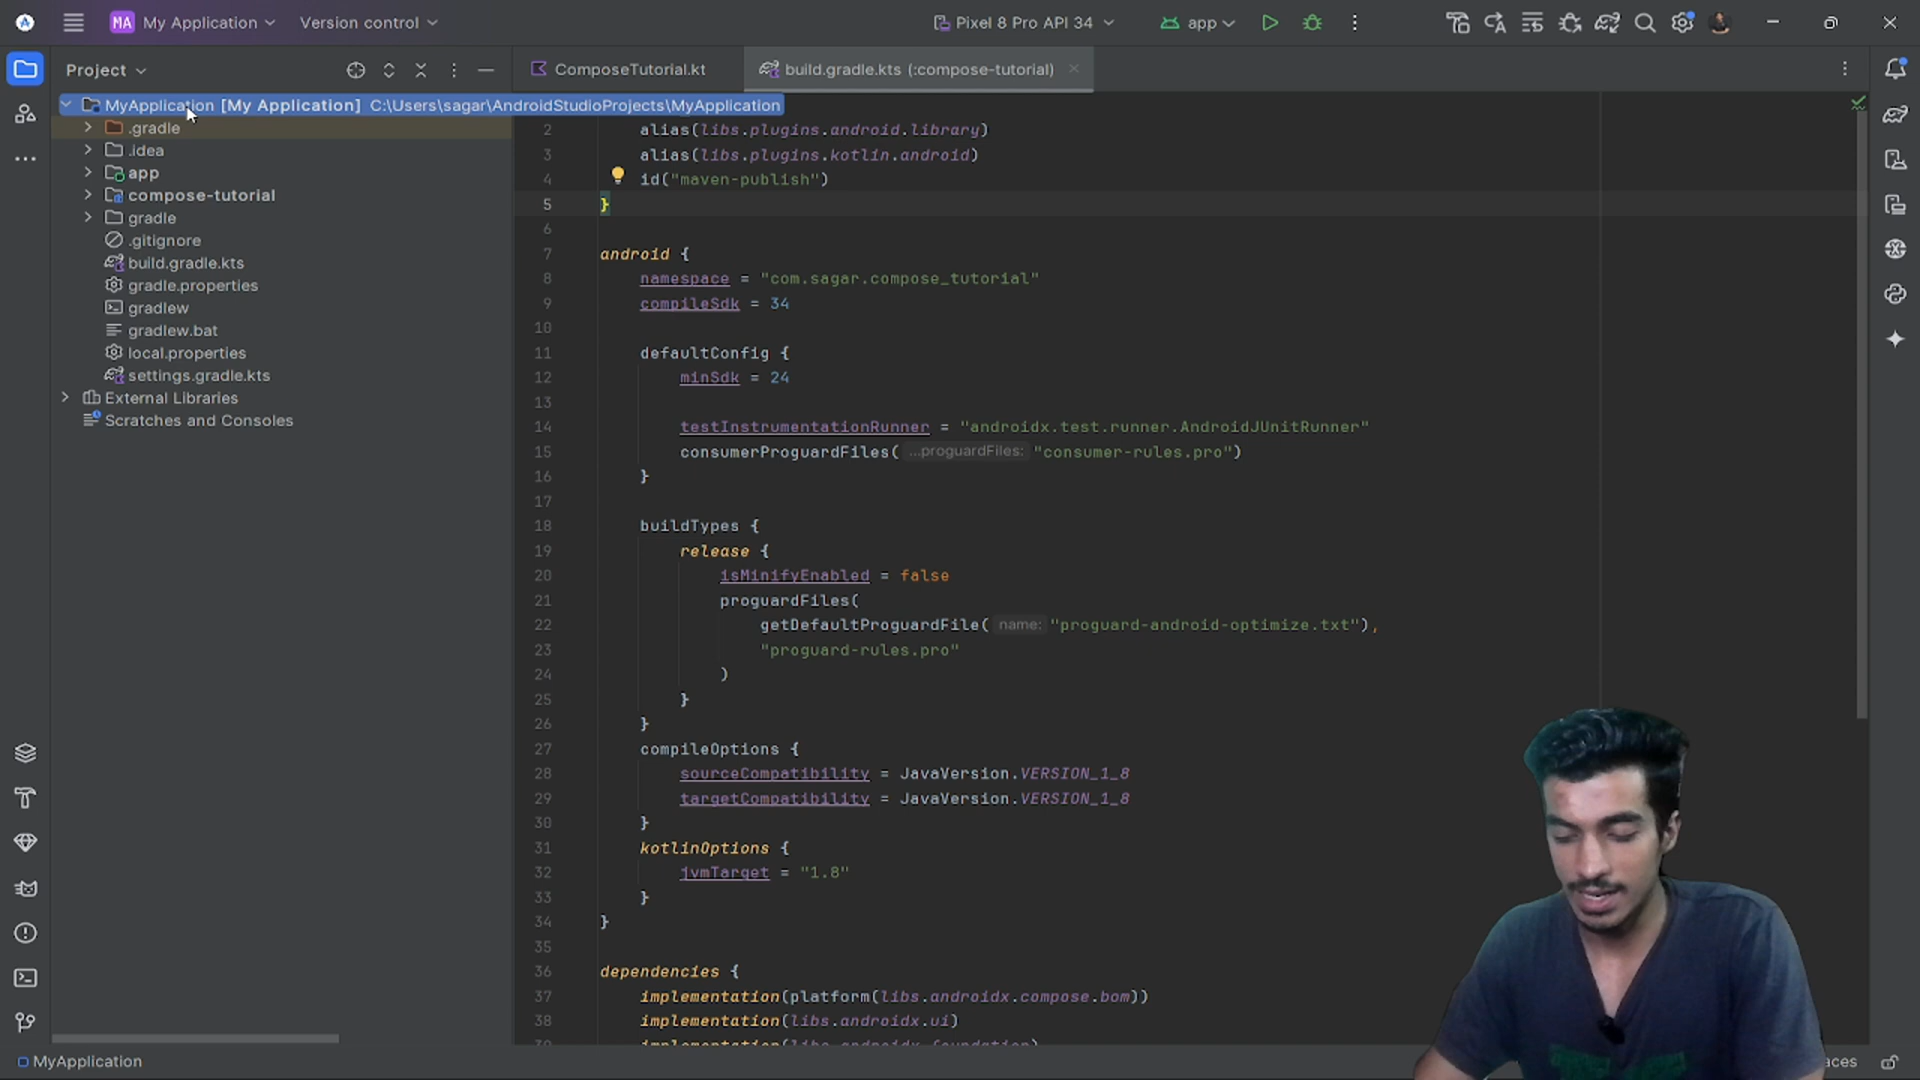 MA My Application Version control Pixel 8 Pro API 34 app
Project
ComposeTutorial.kt build.gradle.kts (:compose-tutorial)
MyApplication [My Application] C:\Users\sagar\AndroidStudioProjects\MyApplication
.gradle
.idea
app
compose-tutorial
gradle
.gitignore
build.gradle.kts
gradle.properties
gradlew
gradlew.bat
local.properties
settings.gradle.kts
External Libraries
Scratches and Consoles
2 alias(libs.plugins.android.library)
3 alias(libs.plugins.kotlin.android)
4 id("maven-publish")
5 }
6
7 android {
8 namespace = "com.sagar.compose_tutorial"
9 compileSdk = 34
10
11 defaultConfig {
12 minSdk = 24
13
14 testInstrumentationRunner = "androidx.test.runner.AndroidJUnitRunner"
15 consumerProguardFiles( ...proguardFiles: "consumer-rules.pro")
16 }
17
18 buildTypes {
19 release {
20 isMinifyEnabled = false
21 proguardFiles(
22 getDefaultProguardFile( name: "proguard-android-optimize.txt"),
23 "proguard-rules.pro"
24 )
25 }
26 }
27 compileOptions {
28 sourceCompatibility = JavaVersion.VERSION_1_8
29 targetCompatibility = JavaVersion.VERSION_1_8
30 }
31 kotlinOptions {
32 jvmTarget = "1.8"
33 }
34 }
35
36 dependencies {
37 implementation(platform(libs.androidx.compose.bom))
38 implementation(libs.androidx.ui)
39 implementation(libs.androidx.foundation)
MyApplication